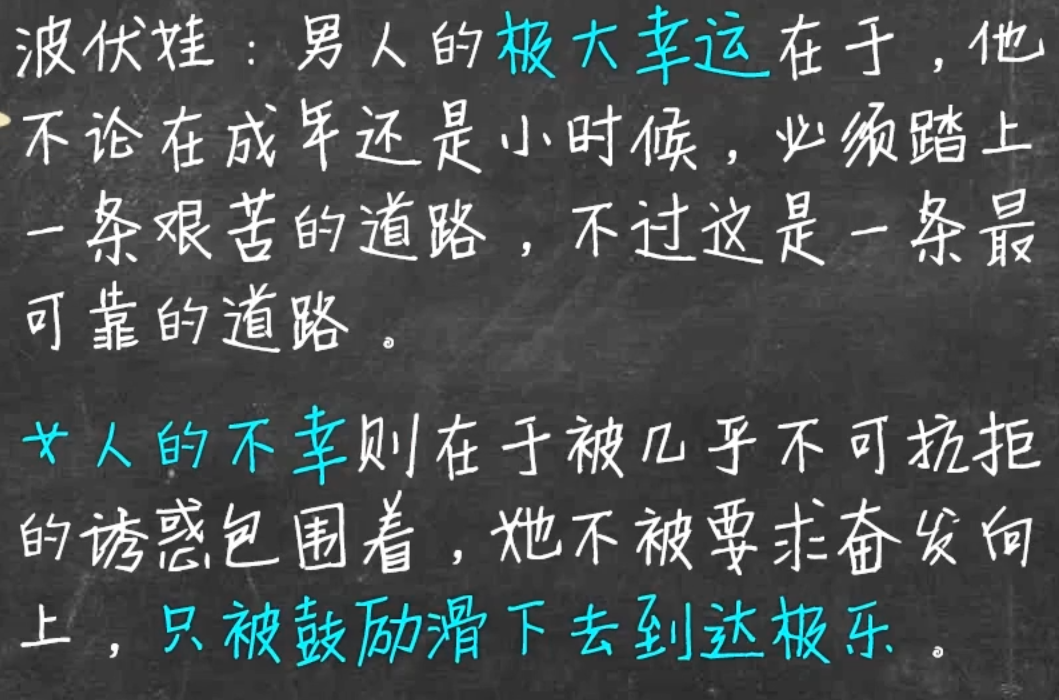 波伏娃：男人的极大幸运在于，他
不论在成年还是小时候，必须踏上
一条艰苦的道路，不过这是一条最
可靠的道路。
女人的不幸则在于被几乎不可抗拒
的诱惑包围着，她不被要求奋发向
上，只被鼓励滑下去到达极乐。